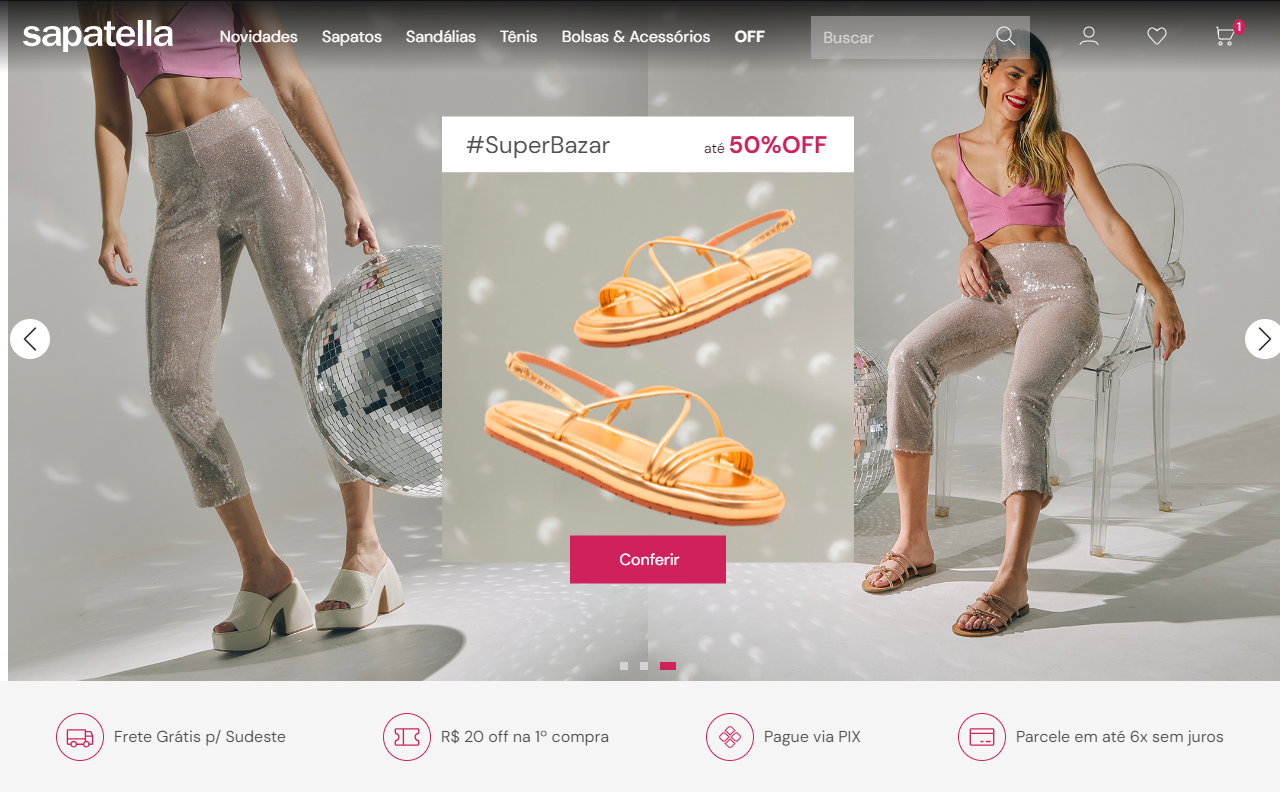 sapatella
Novidades Sapatos Sandálias Tênis Bolsas & Acessórios OFF
Buscar
1
#SuperBazar até 50%OFF
Conferir
Frete Grátis p/ Sudeste
R$ 20 off na 1º compra
Pague via PIX
Parcele em até 6x sem juros